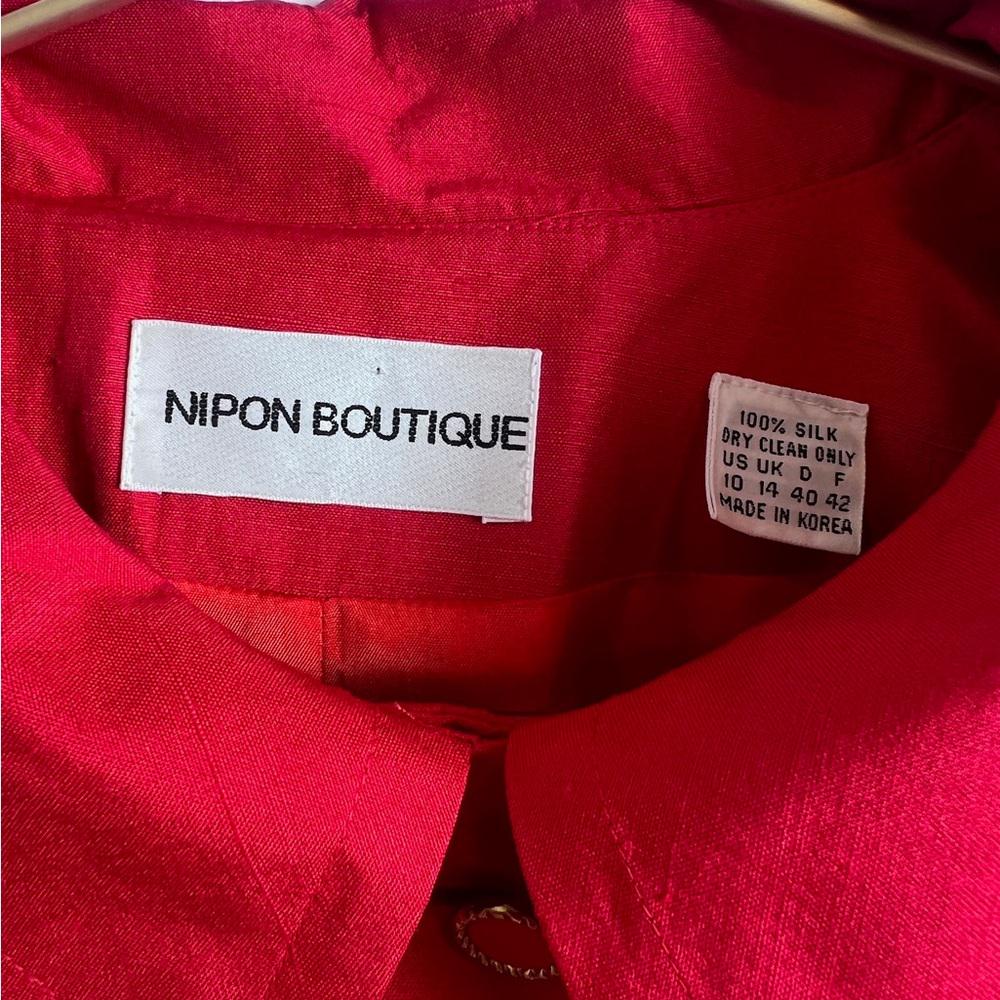 NIPON BOUTIQUE
100% SILK
DRY CLEAN ONLY
US UK D F
10 14 40 42
MADE IN KOREA